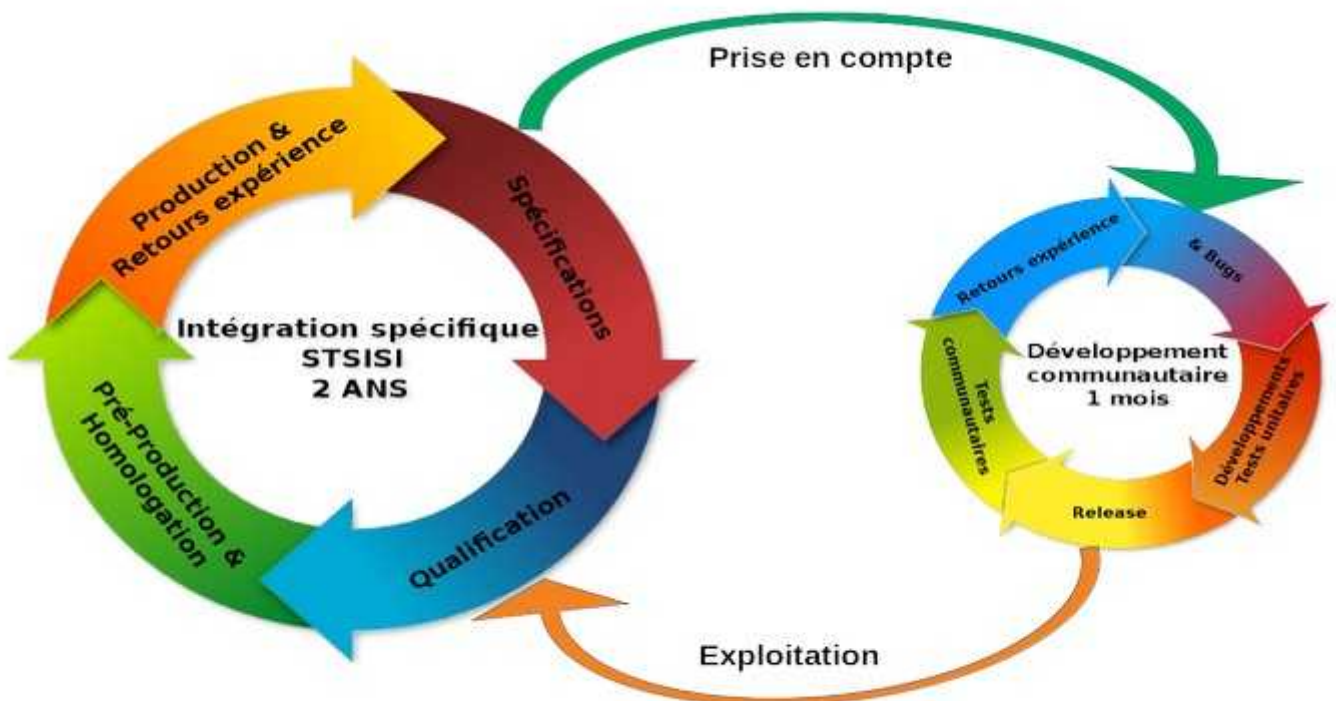 Prise en compte
Production &
Retours expérience
Spécifications
Intégration spécifique
STSISI
2 ANS
Pré-Production &
Homologation
Qualification
Retours expérience
& Bugs
Développement
communautaire
1 mois
Tests
communautaires
Développements
Tests unitaires
Release
Exploitation